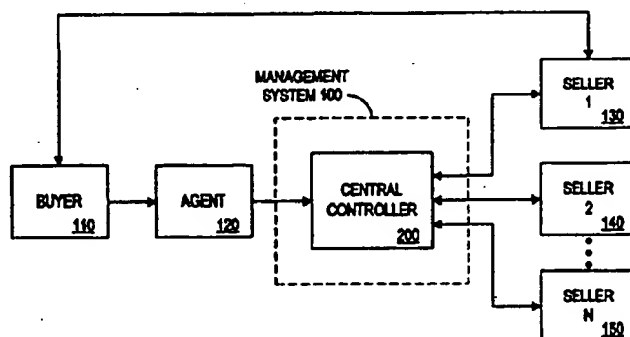 MANAGEMENT
SYSTEM 100
SELLER
1
130
BUYER
110
AGENT
120
CENTRAL
CONTROLLER
200
SELLER
2
140
SELLER
N
150